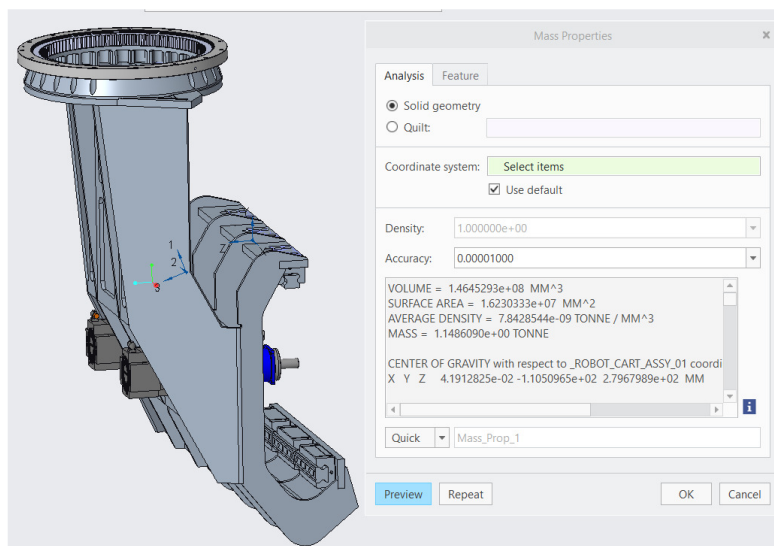 Mass Properties
Analysis Feature
Solid geometry
Quilt:
Coordinate system: Select items
Use default
Density: 1.000000e+00
Accuracy: 0.00001000
VOLUME = 1.4645293e+08 MM^3
SURFACE AREA = 1.6230333e+07 MM^2
AVERAGE DENSITY = 7.8428544e-09 TONNE / MM^3
MASS = 1.1486090e+00 TONNE
CENTER OF GRAVITY with respect to _ROBOT_CART_ASSY_01 coordi
X Y Z 4.1912825e-02 -1.1050965e+02 2.7967989e+02 MM
Quick Mass_Prop_1
Preview Repeat OK Cancel
1
2
3
Z